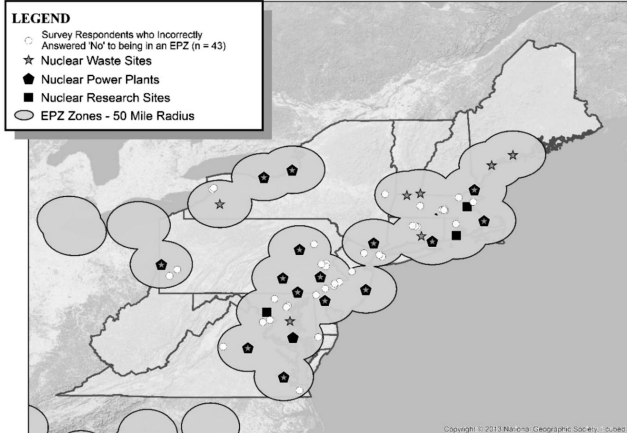 LEGEND
Survey Respondents who Incorrectly
Answered 'No' to being in an EPZ (n = 43)
Nuclear Waste Sites
Nuclear Power Plants
Nuclear Research Sites
EPZ Zones - 50 Mile Radius
Copyright © 2013 National Geographic Society, i-cubed